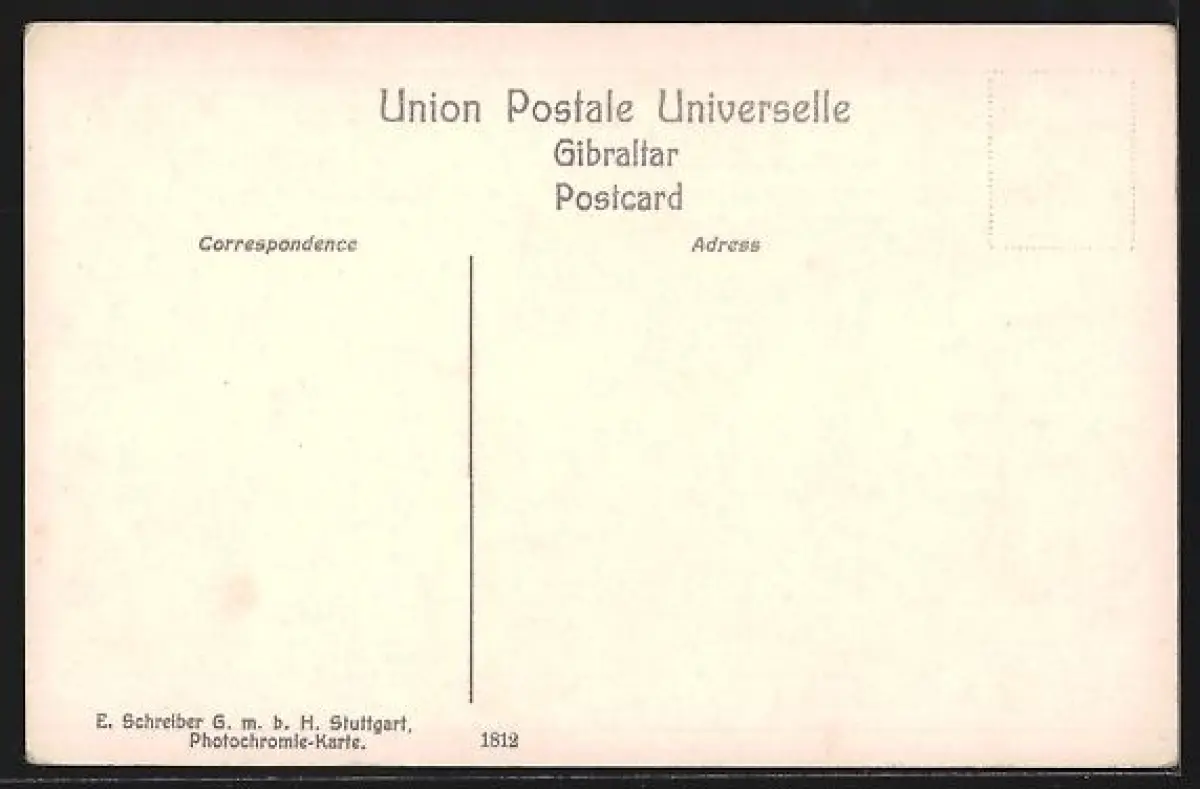 Union Postale Universelle
Gibraltar
Postcard
Correspondence
Adress
E. Schreiber G. m. b. H. Stuttgart,
Photochromie-Karte.
1812